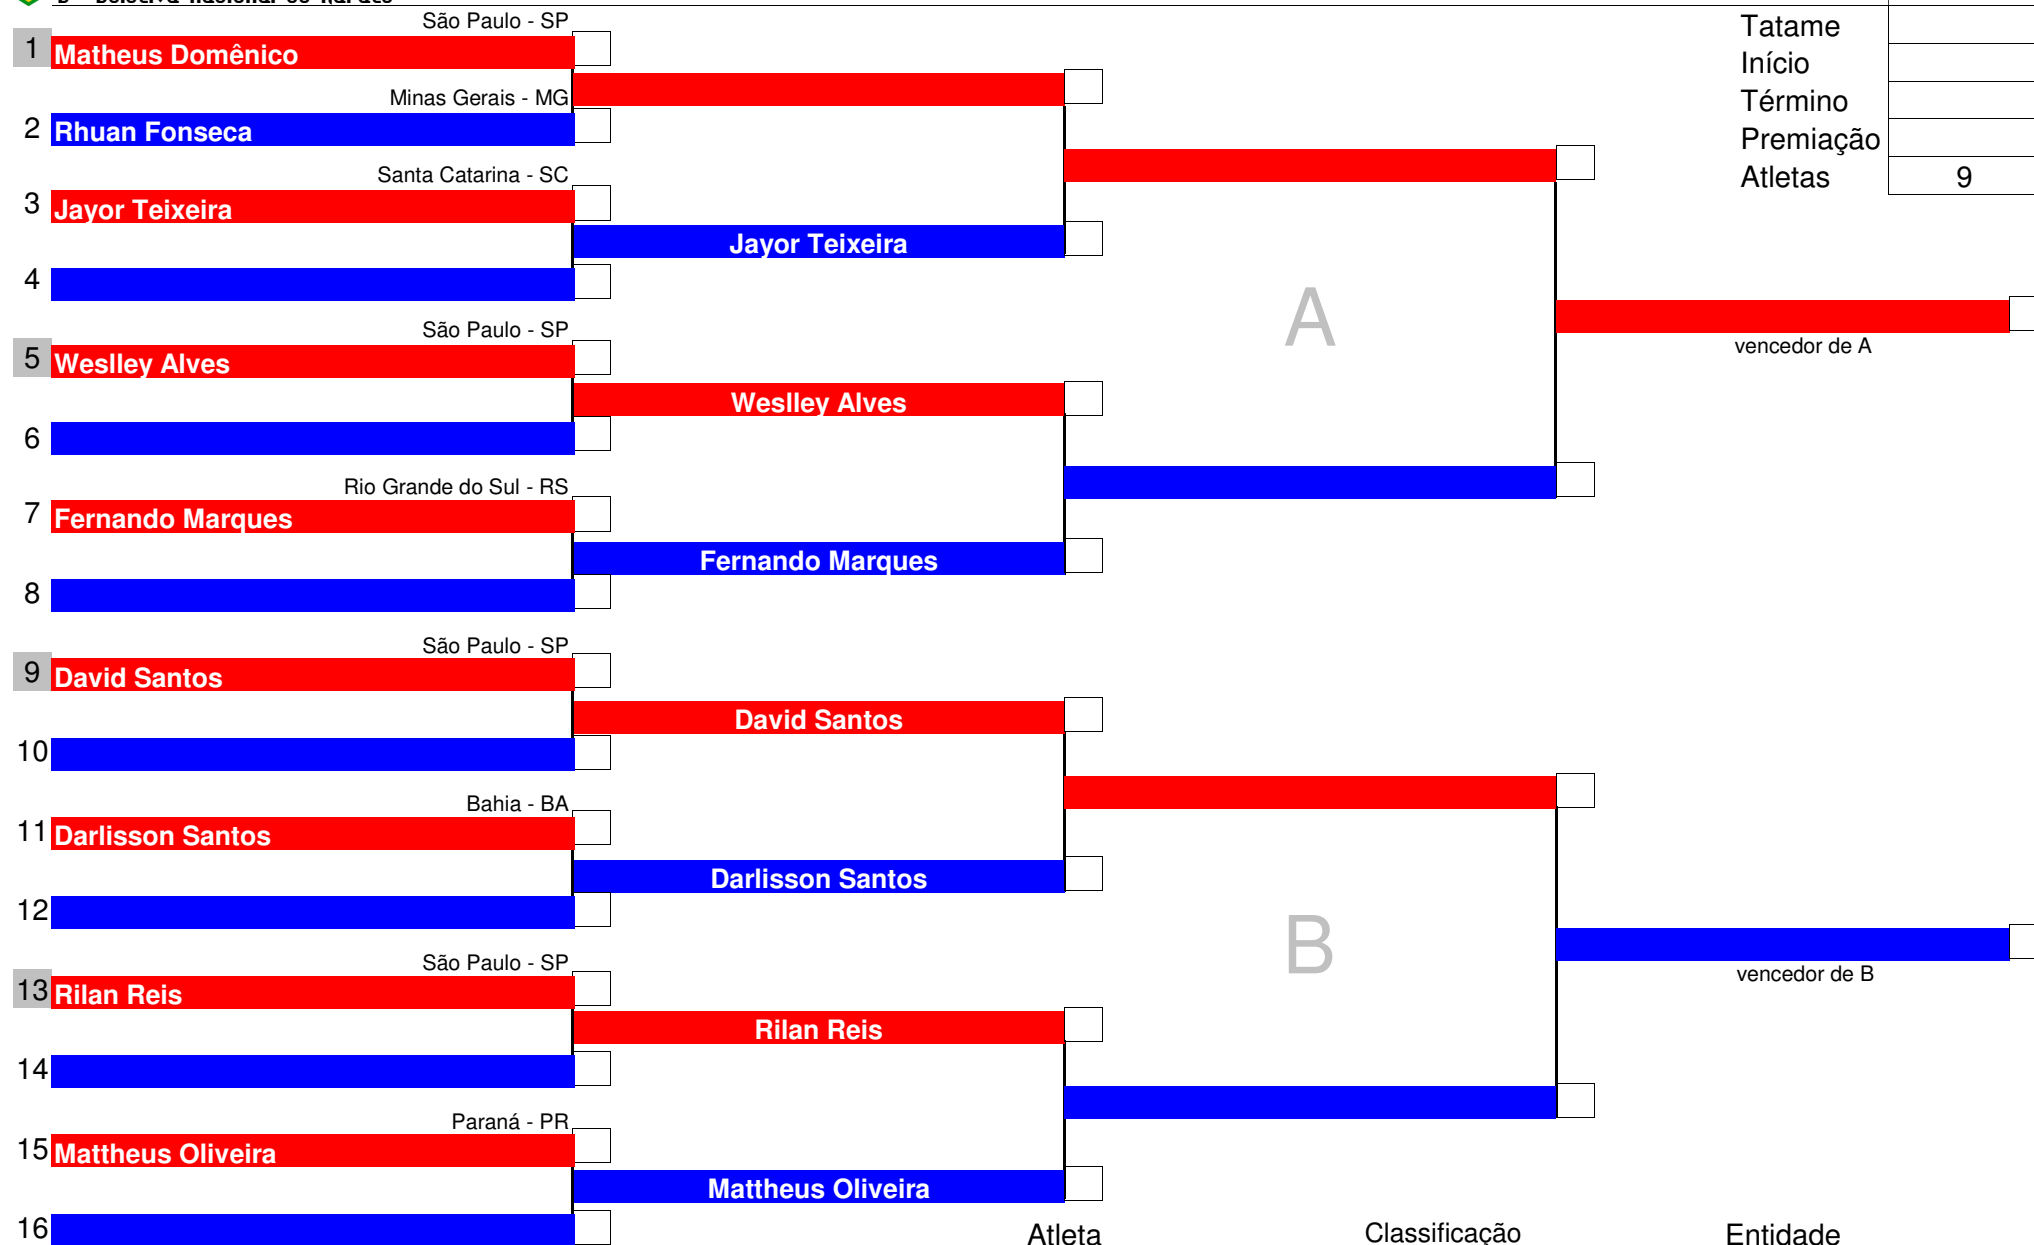 São Paulo - SP
1 Matheus Domênico
Minas Gerais - MG
2 Rhuan Fonseca
Santa Catarina - SC
3 Jayor Teixeira
Jayor Teixeira
4
São Paulo - SP
5 Weslley Alves
Weslley Alves
6
Rio Grande do Sul - RS
7 Fernando Marques
Fernando Marques
8
São Paulo - SP
9 David Santos
David Santos
10
Bahia - BA
11 Darlisson Santos
Darlisson Santos
12
São Paulo - SP
13 Rilan Reis
Rilan Reis
14
Paraná - PR
15 Mattheus Oliveira
Mattheus Oliveira
16
A
B
vencedor de A
vencedor de B
Tatame
Início
Término
Premiação
Atletas 9
Atleta Classificação Entidade